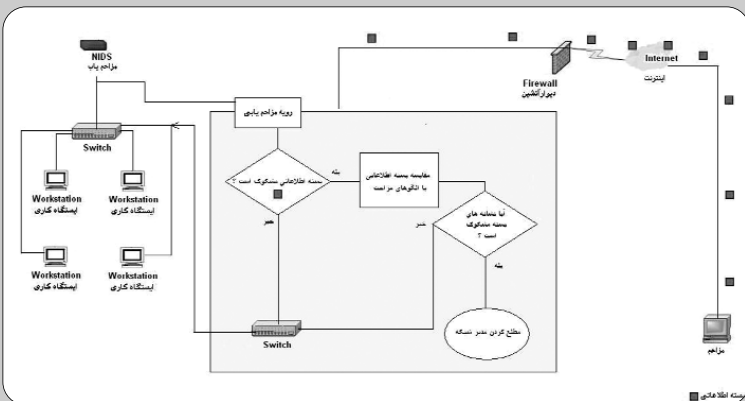 NIDS
مزاحم یاب
Switch
Workstation
ایستگاه کاری
Workstation
ایستگاه کاری
Workstation
ایستگاه کاری
Workstation
ایستگاه کاری
رویه مزاحم یابی
بسته اطلاعاتی مشکوک است ؟
بله
خیر
مقایسه بسته اطلاعاتی
با الگوهای مزاحمت
آیا نشانه های
بسته مشکوک
است ؟
خیر
بله
مطلع کردن مدیر شبکه
Switch
Firewall
دیوارآتشین
Internet
اینترنت
مزاحم
بسته اطلاعاتی